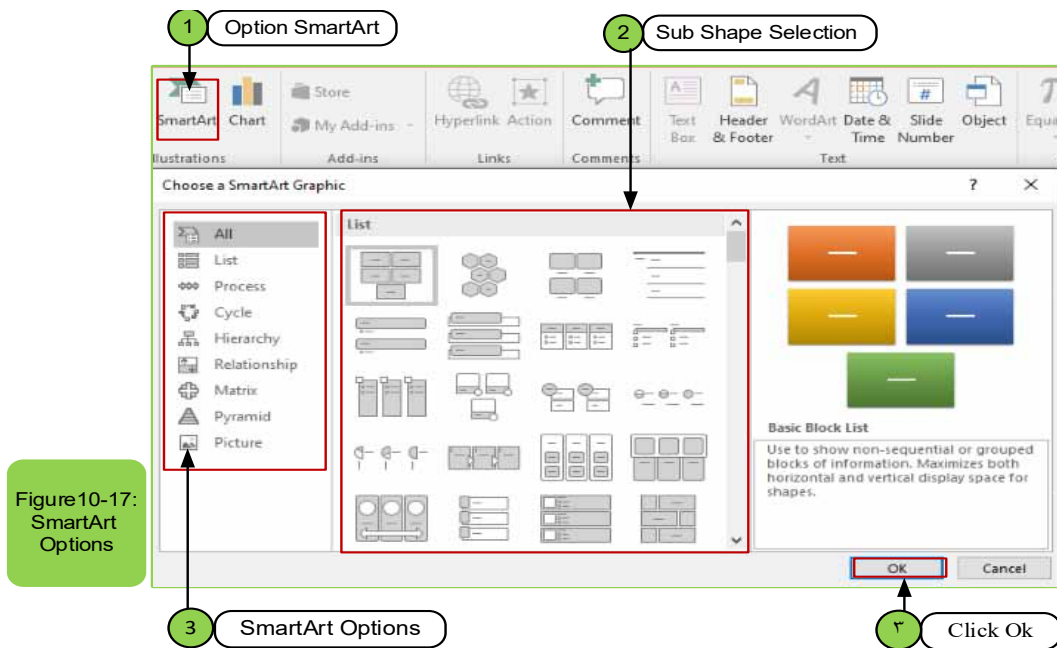 1 Option SmartArt
2 Sub Shape Selection
SmartArt Chart
Store
My Add-ins
Hyperlink Action
Comment
Text Box
Header & Footer
WordArt
Date & Time
Slide Number
Object
Equa
llustrations
Add-ins
Links
Comments
Text
Choose a SmartArt Graphic
?
All
List
Process
Cycle
Hierarchy
Relationship
Matrix
Pyramid
Picture
List
Basic Block List
Use to show non-sequential or grouped
blocks of information. Maximizes both
horizontal and vertical display space for
shapes.
OK
Cancel
Figure10-17:
SmartArt
Options
3 SmartArt Options
٣ Click Ok